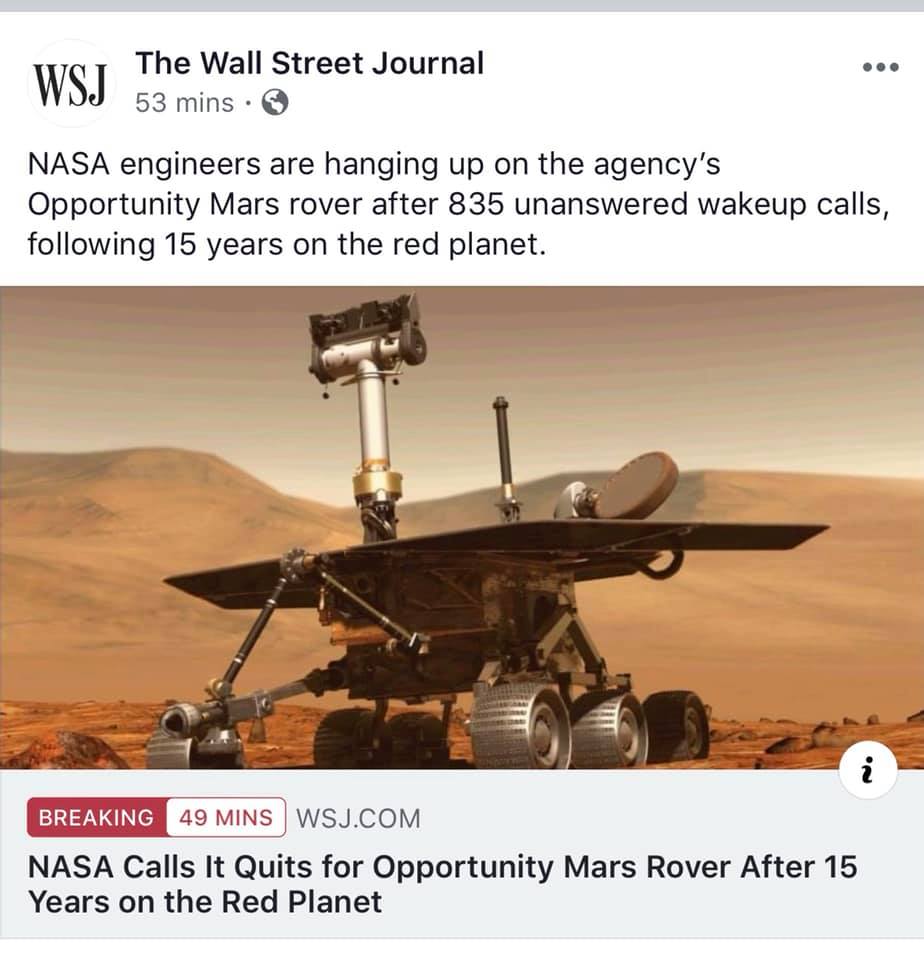 WSJ
The Wall Street Journal
53 mins ·
NASA engineers are hanging up on the agency’s
Opportunity Mars rover after 835 unanswered wakeup calls,
following 15 years on the red planet.
i
BREAKING 49 MINS WSJ.COM
NASA Calls It Quits for Opportunity Mars Rover After 15
Years on the Red Planet